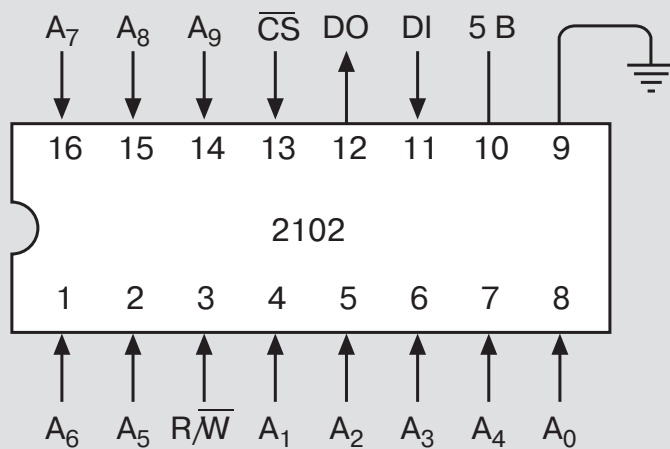 A₇ A₈ A₉ C̅S̅ DO DI 5 В
16 15 14 13 12 11 10 9
2102
1 2 3 4 5 6 7 8
A₆ A₅ R/W̅ A₁ A₂ A₃ A₄ A₀